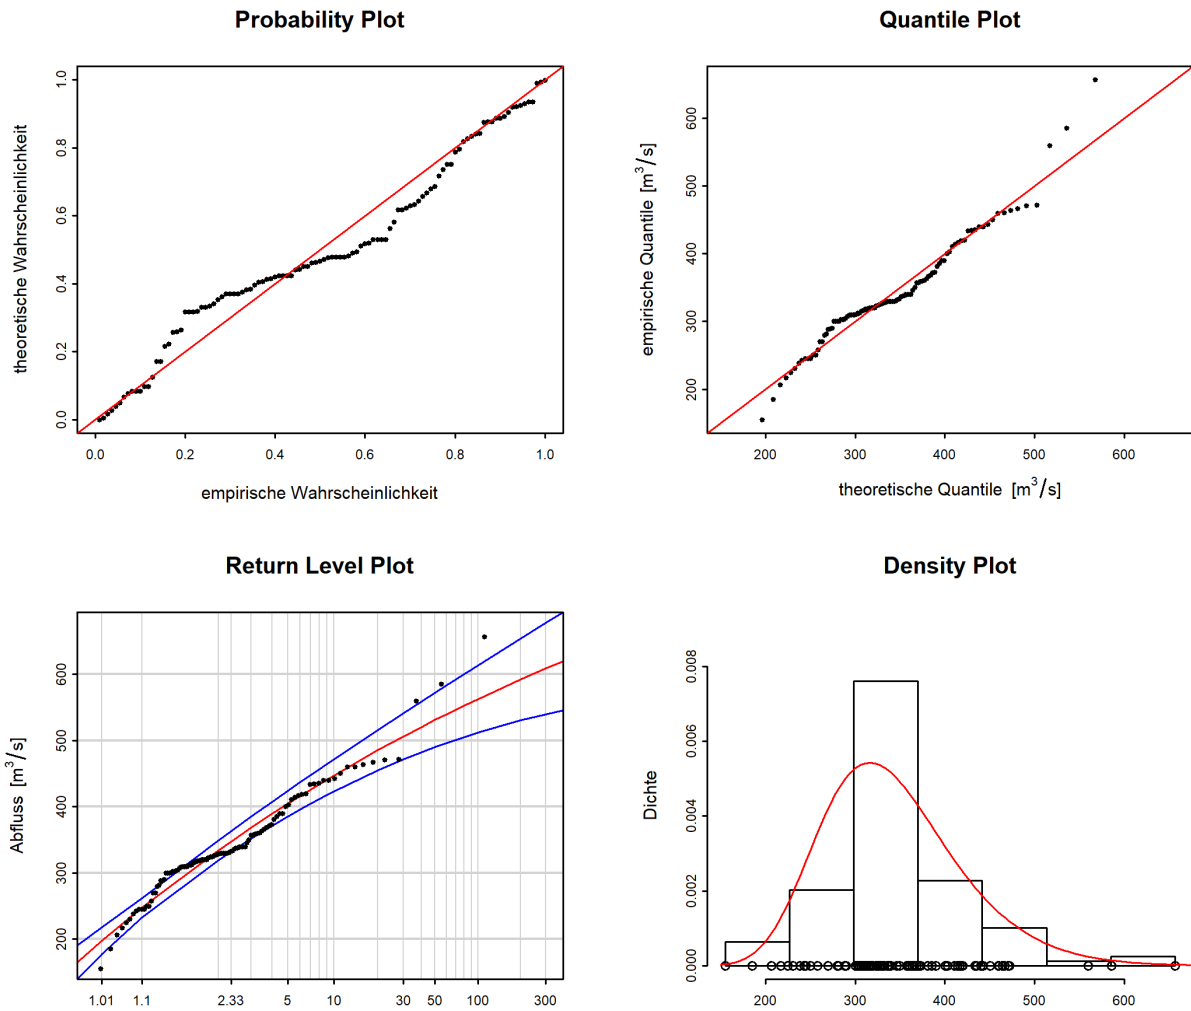 Probability Plot
theoretische Wahrscheinlichkeit
0.0 0.2 0.4 0.6 0.8 1.0
0.0 0.2 0.4 0.6 0.8 1.0
empirische Wahrscheinlichkeit
Quantile Plot
empirische Quantile [m³/s]
200 300 400 500 600
200 300 400 500 600
theoretische Quantile [m³/s]
Return Level Plot
Abfluss [m³/s]
200 300 400 500 600
1.01 1.1 2.33 5 10 30 50 100 300
Density Plot
Dichte
0.000 0.002 0.004 0.006 0.008
200 300 400 500 600